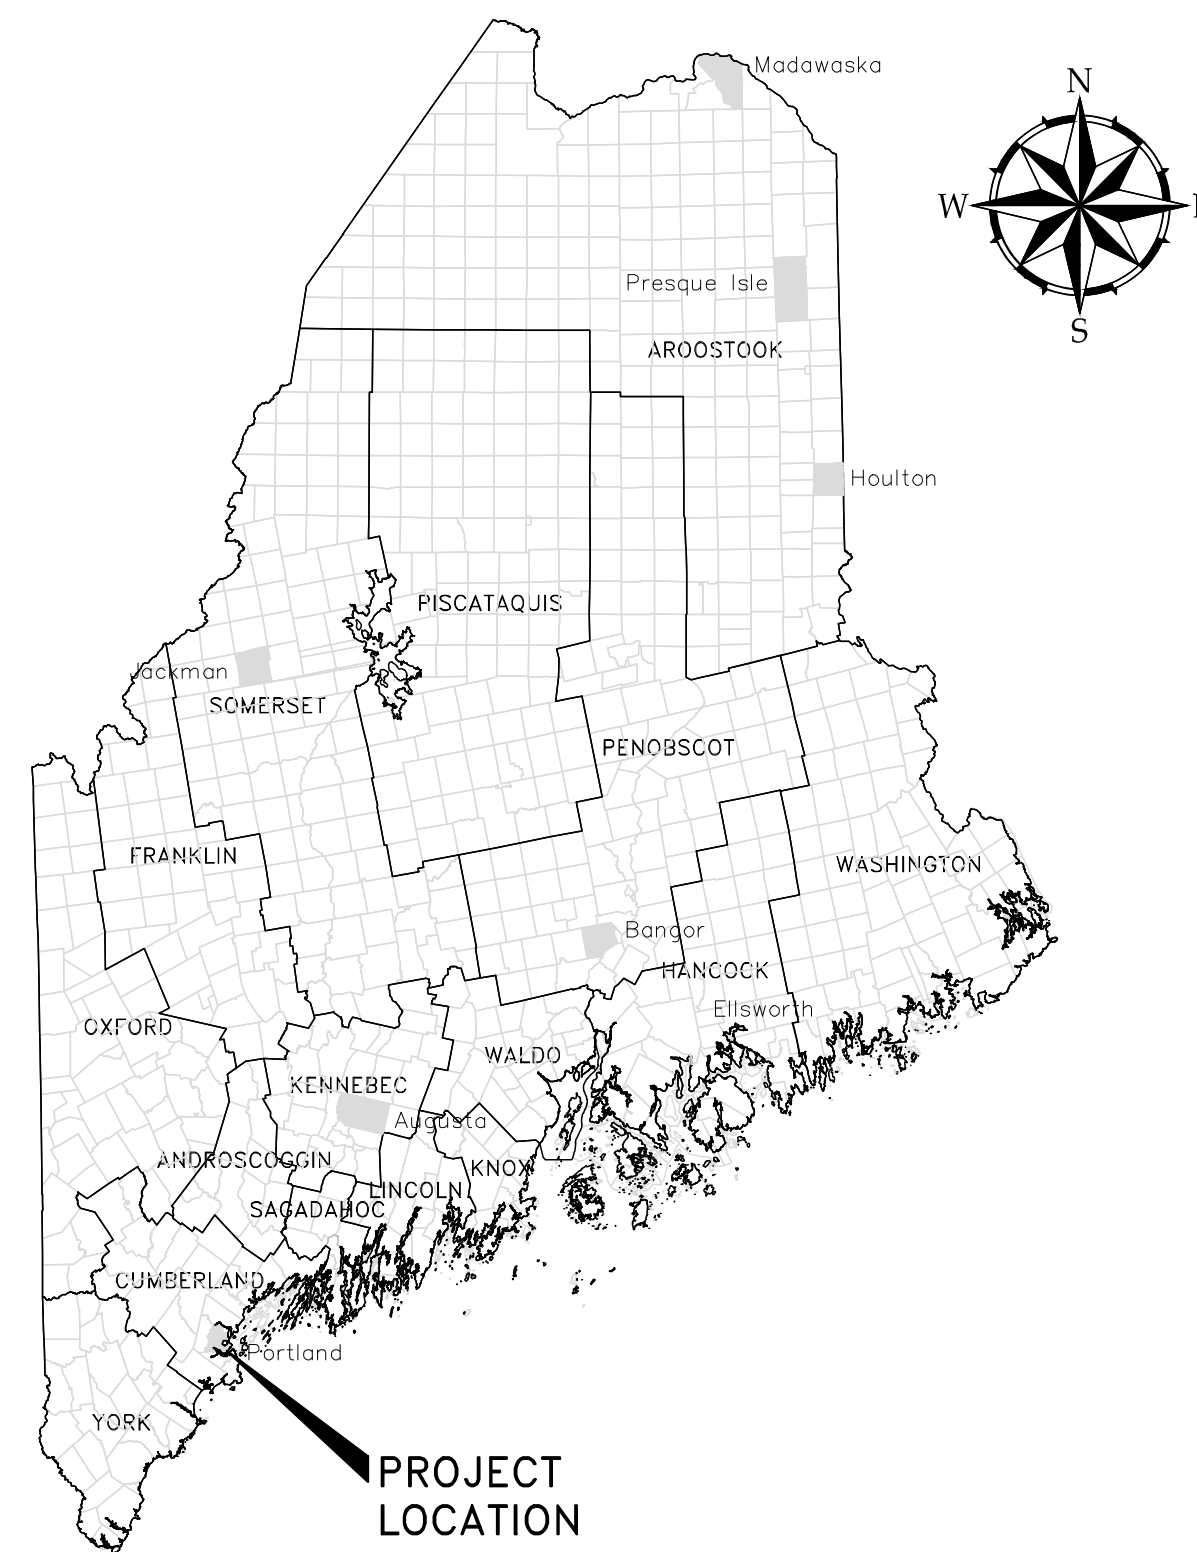 Madawaska
N
W
S
Presque Isle
AROOSTOOK
Houlton
PISCATAQUIS
Jackman
SOMERSET
PENOBSCOT
FRANKLIN
WASHINGTON
Bangor
HANCOCK
Ellsworth
OXFORD
WALDO
KENNEBEC
Augusta
ANDROSCOGGIN
KNOX
LINCOLN
SAGADAHOC
CUMBERLAND
Portland
YORK
PROJECT
LOCATION